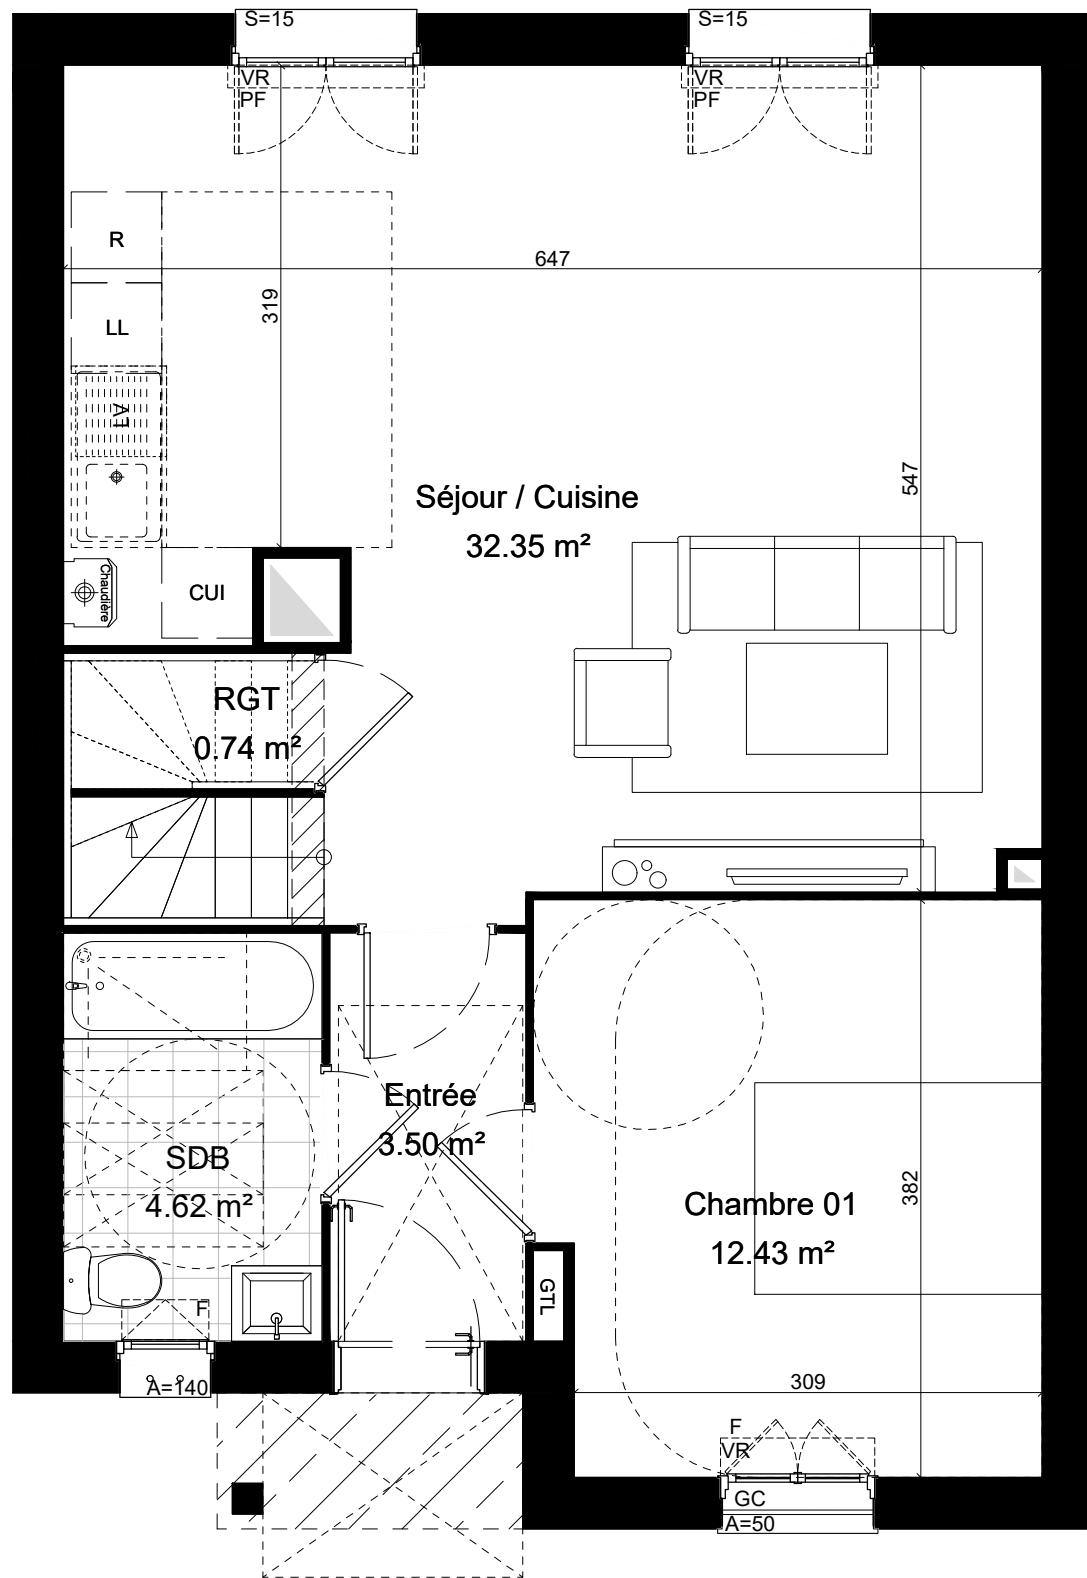 S=15
S=15
VR
PF
VR
PF
R
647
319
LL
LV
547
Séjour / Cuisine
32.35 m²
Chaudière
CUI
RGT
0.74 m²
Entrée
3.50 m²
SDB
4.62 m²
382
Chambre 01
12.43 m²
GTL
F
A=140
309
F
VR
GC
A=50